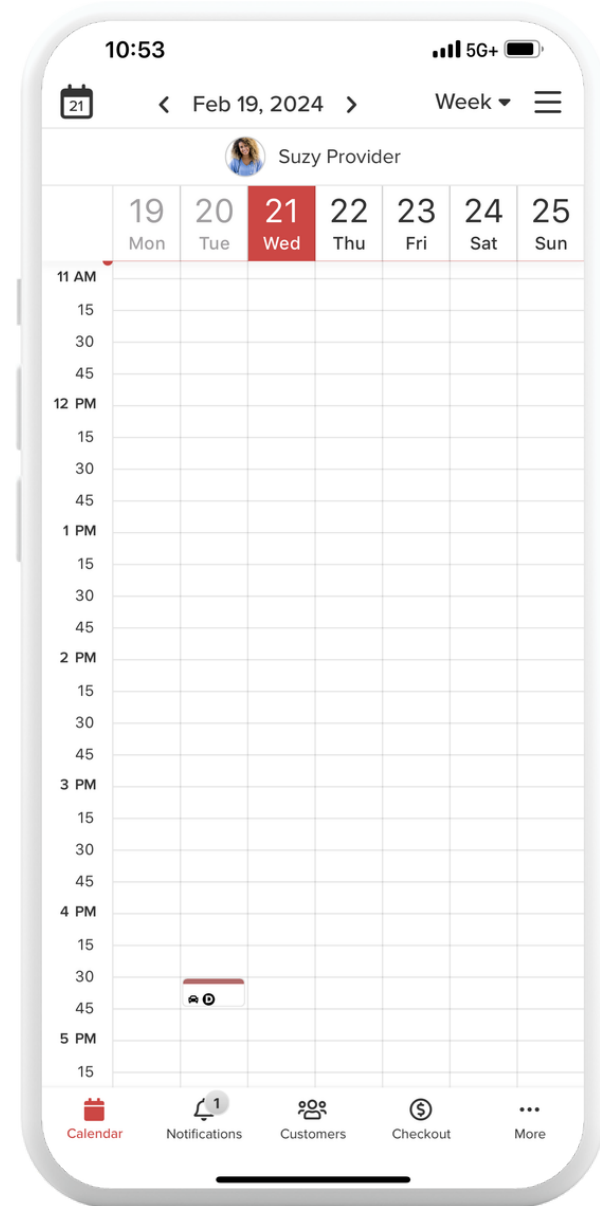 10:53 5G+
21 Feb 19, 2024 Week
Suzy Provider
19 20 21 22 23 24 25
Mon Tue Wed Thu Fri Sat Sun
11 AM
15
30
45
12 PM
15
30
45
1 PM
15
30
45
2 PM
15
30
45
3 PM
15
30
45
4 PM
15
30
D
45
5 PM
15
1
Calendar Notifications Customers Checkout More